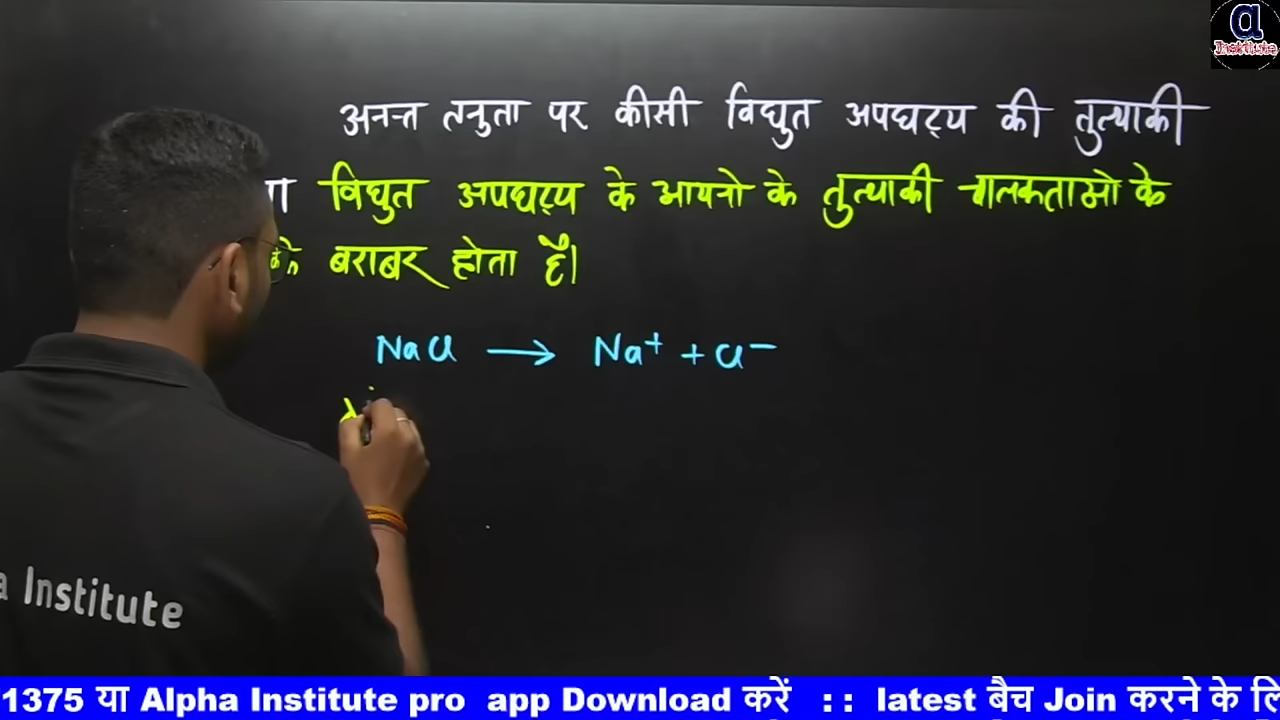 α
Institute
अनन्त तनुता पर कीसी विद्युत अपघट्य की तुल्याकी
विद्युत अपघट्य के आयनो के तुल्याकी चालकताओ के
बराबर होता है।
NaCl → Na⁺ + Cl⁻
a Institute
1375 या Alpha Institute pro app Download करें :: latest बैच Join करने के लि